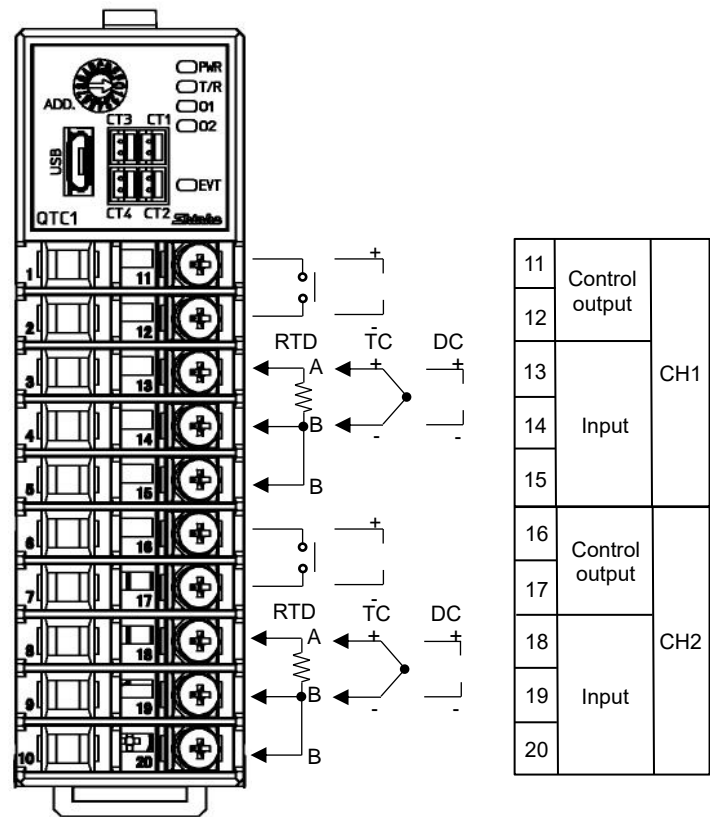 PWR
T/R
ADD. O1
CT3 CT1 O2
USB
EVT
CT4 CT2
QTC1 Shinko
1 11 +
2 12 -
RTD TC DC
3 13 A + +
4 14 B - -
5 15 B
6 16 +
7 17 -
RTD TC DC
8 18 A + +
9 19 B - -
10 20 B
11 Control output CH1
12
13 Input
14
15
16 Control output CH2
17
18 Input
19
20